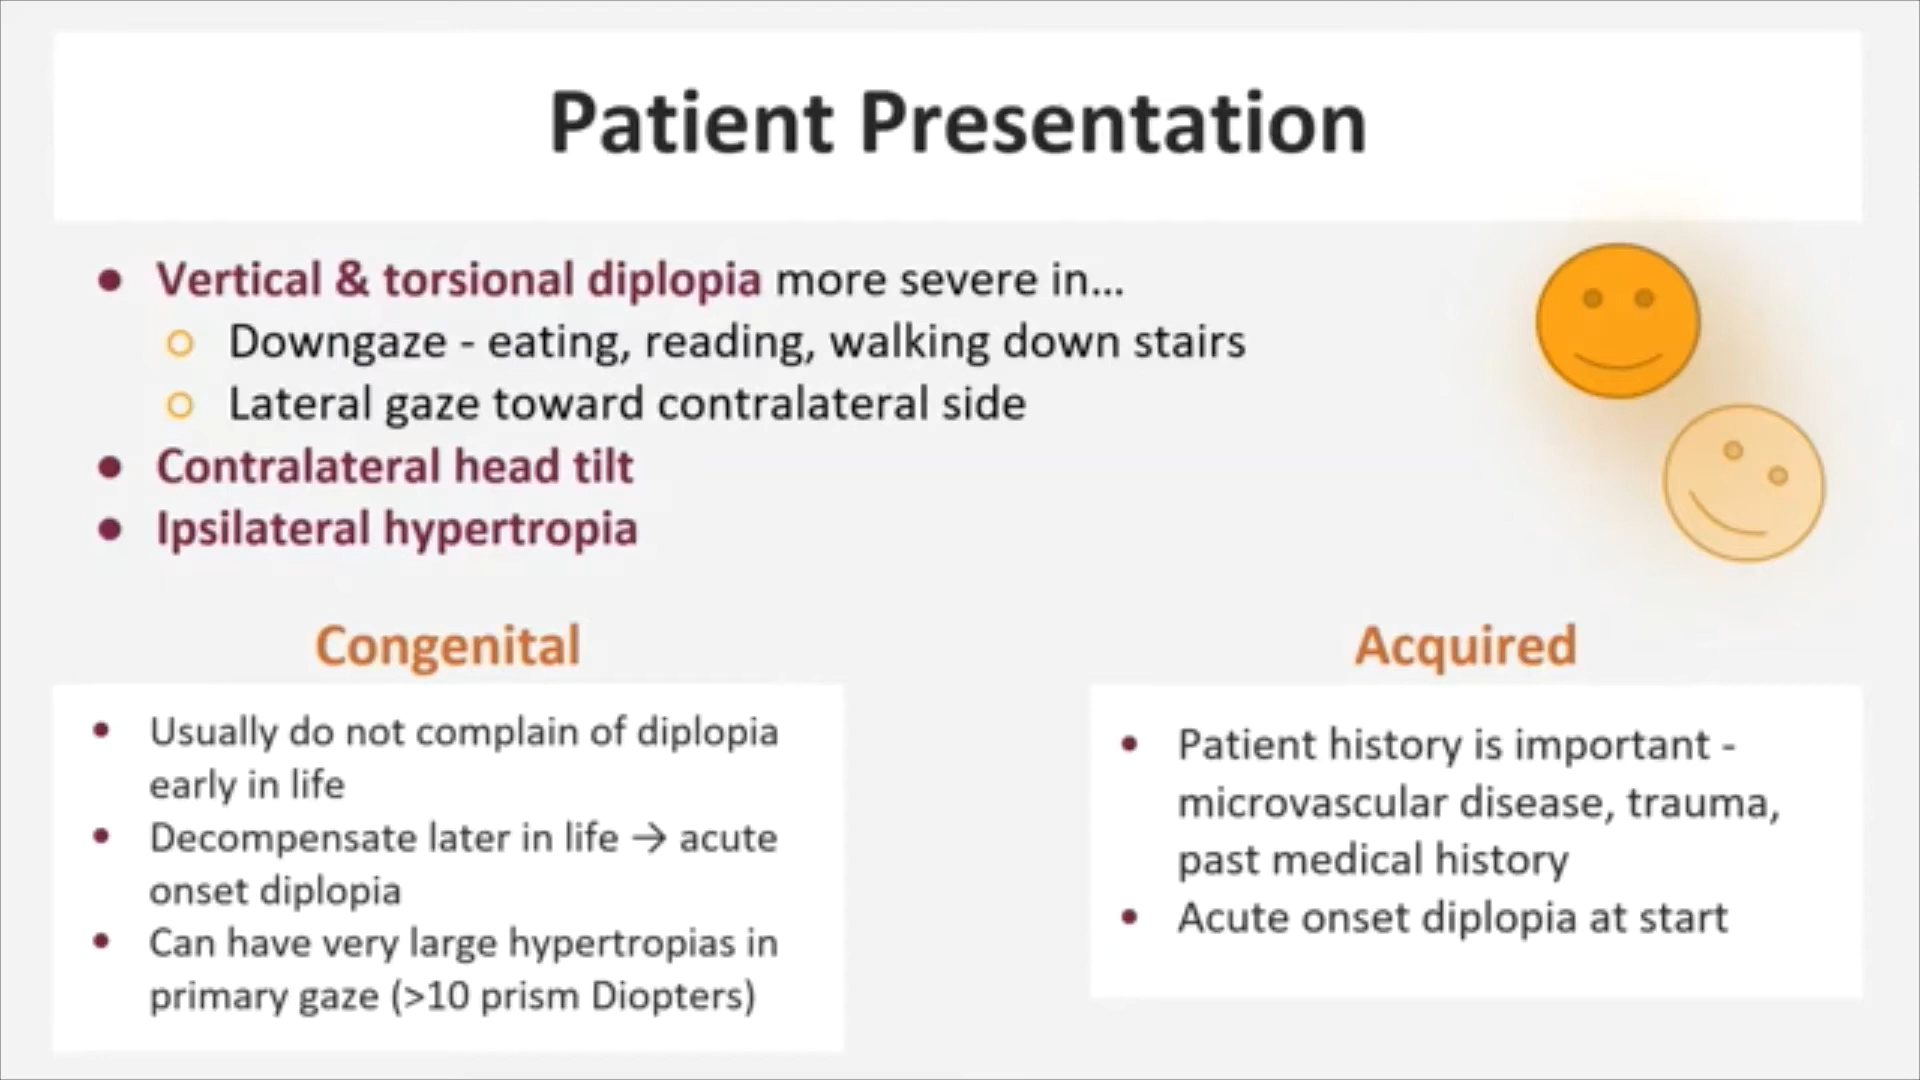 Patient Presentation
● Vertical & torsional diplopia more severe in...
○ Downgaze - eating, reading, walking down stairs
○ Lateral gaze toward contralateral side
● Contralateral head tilt
● Ipsilateral hypertropia
Congenital
• Usually do not complain of diplopia
early in life
• Decompensate later in life → acute
onset diplopia
• Can have very large hypertropias in
primary gaze (>10 prism Diopters)
Acquired
• Patient history is important -
microvascular disease, trauma,
past medical history
• Acute onset diplopia at start